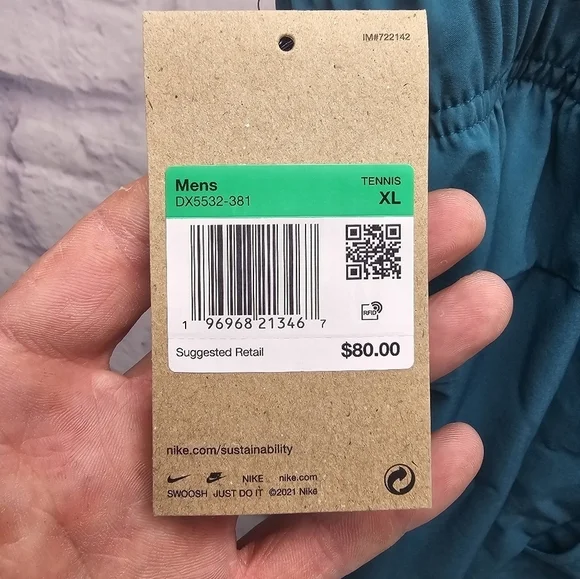 IM#722142
Mens TENNIS
DX5532-381 XL
1 96968 21346 7
RFID
Suggested Retail $80.00
nike.com/sustainability
NIKE nike.com
SWOOSH JUST DO IT ©2021 Nike